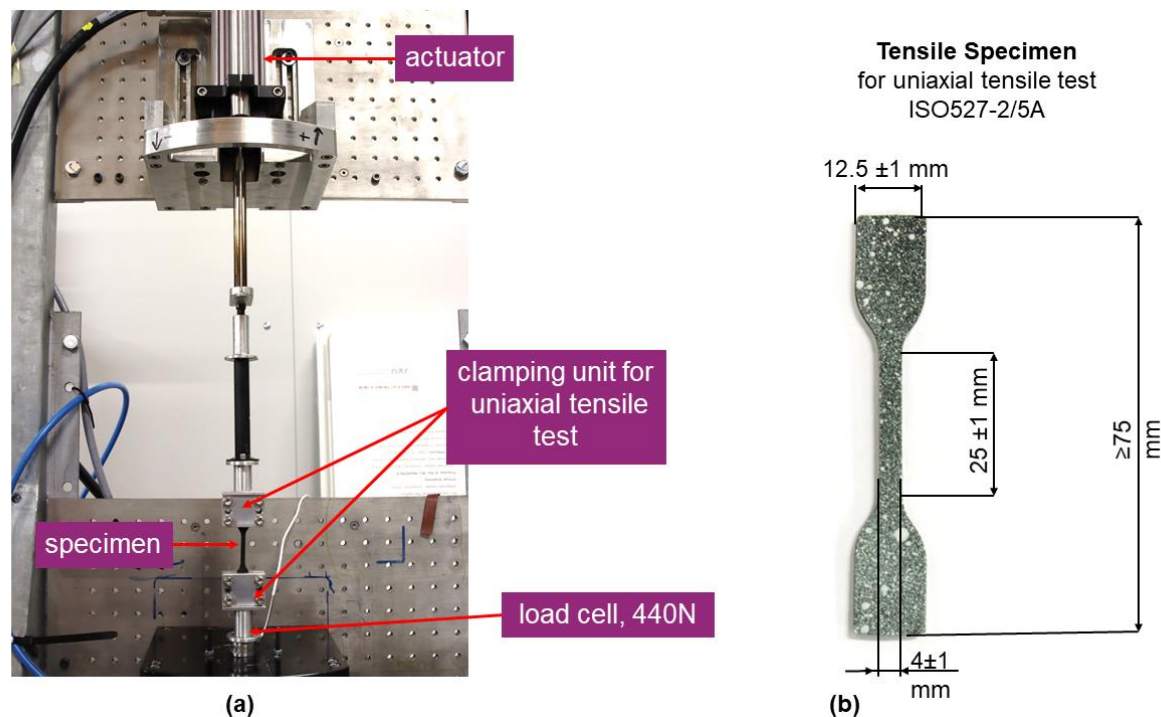 actuator
clamping unit for
uniaxial tensile
test
specimen
load cell, 440N
(a)
Tensile Specimen
for uniaxial tensile test
ISO527-2/5A
12.5 ±1 mm
25 ±1 mm
≥75
mm
4±1
mm
(b)